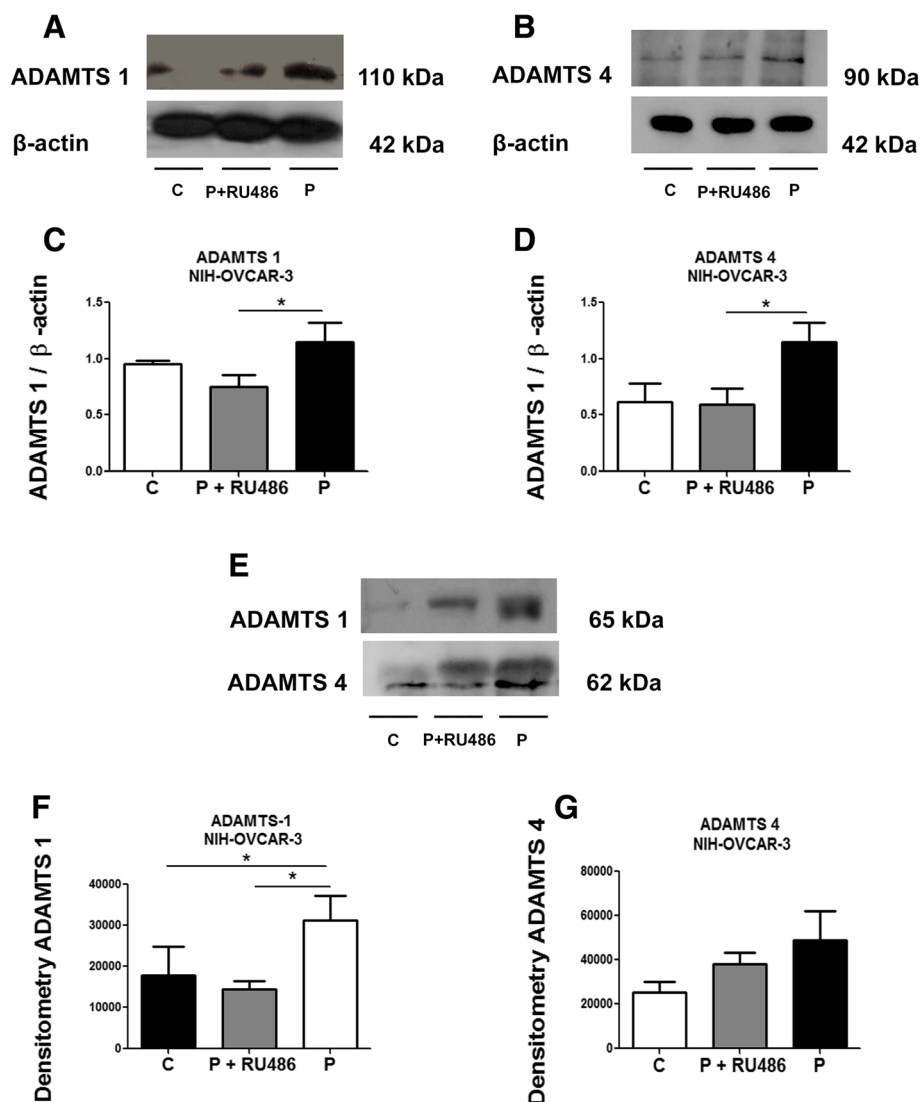 A
ADAMTS 1
110 kDa
β-actin
42 kDa
C P+RU486 P
B
ADAMTS 4
90 kDa
β-actin
42 kDa
C P+RU486 P
C
ADAMTS 1
NIH-OVCAR-3
ADAMTS 1 / β -actin
1.5
*
1.0
0.5
0.0
C P + RU486 P
D
ADAMTS 4
NIH-OVCAR-3
ADAMTS 1 / β -actin
1.5
*
1.0
0.5
0.0
C P + RU486 P
E
ADAMTS 1
65 kDa
ADAMTS 4
62 kDa
C P+RU486 P
F
ADAMTS-1
NIH-OVCAR-3
Densitometry ADAMTS 1
*
*
40000
30000
20000
10000
0
C P + RU486 P
G
ADAMTS 4
NIH-OVCAR-3
Densitometry ADAMTS 4
80000
60000
40000
20000
0
C P + RU486 P